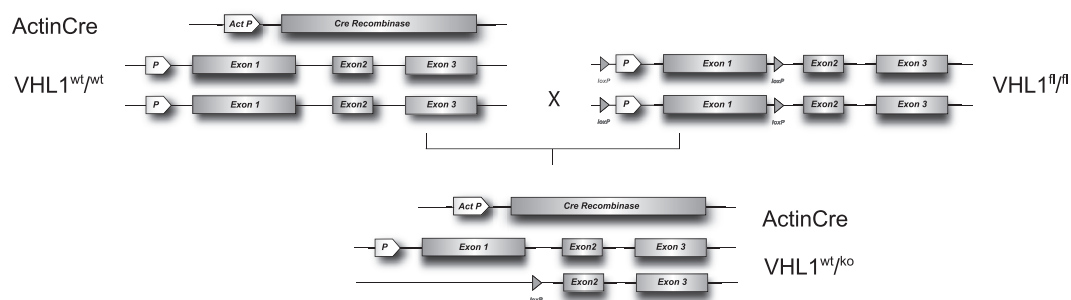 Act P Cre Recombinase
ActinCre
P Exon 1 Exon2 Exon 3
VHL1wt/wt
P Exon 1 Exon2 Exon 3
X
loxP P Exon 1 loxP Exon2 Exon 3
VHL1fl/fl
loxP P Exon 1 loxP Exon2 Exon 3
Act P Cre Recombinase
ActinCre
P Exon 1 Exon2 Exon 3
VHL1wt/ko
loxP Exon2 Exon 3